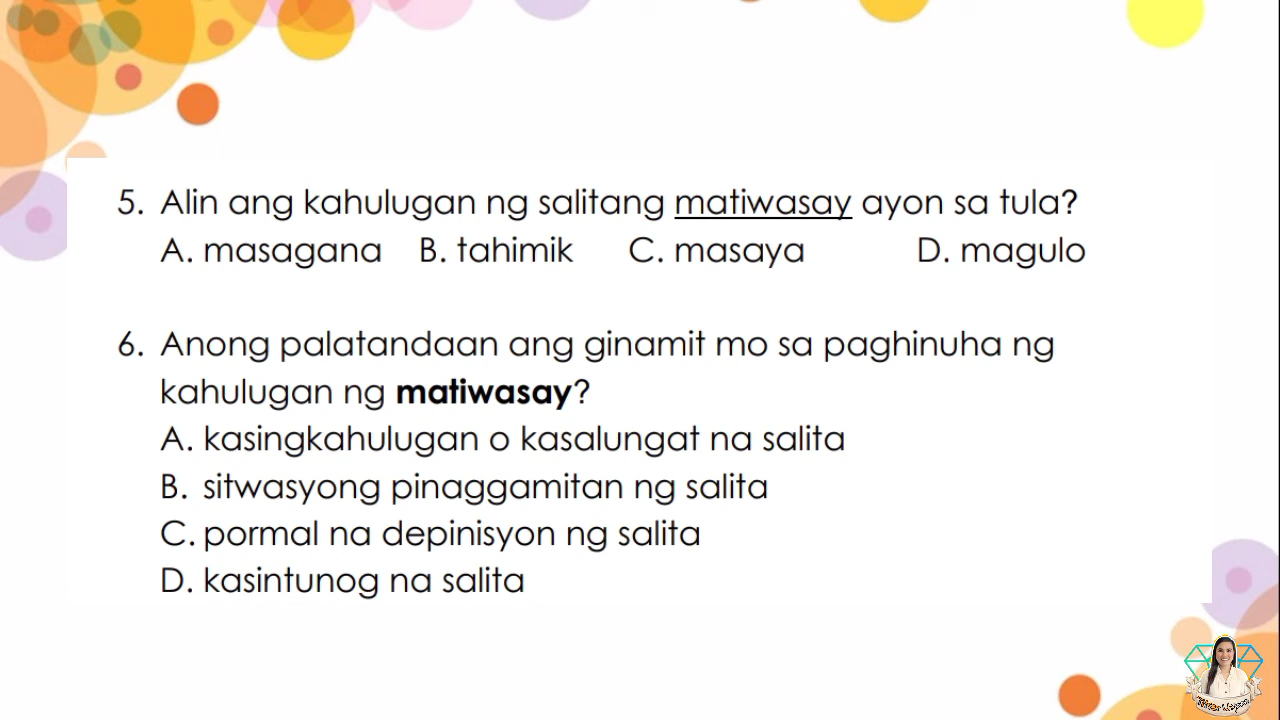 5. Alin ang kahulugan ng salitang matiwasay ayon sa tula?
A. masagana B. tahimik C. masaya D. magulo
6. Anong palatandaan ang ginamit mo sa paghinuha ng
kahulugan ng matiwasay?
A. kasingkahulugan o kasalungat na salita
B. sitwasyong pinaggamitan ng salita
C. pormal na depinisyon ng salita
D. kasintunog na salita